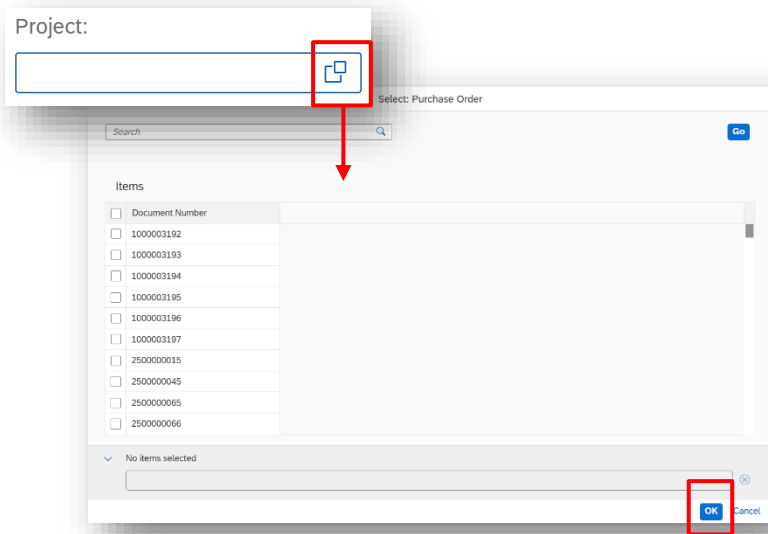 Project:
Select: Purchase Order
Search
Go
Items
Document Number
1000003192
1000003193
1000003194
1000003195
1000003196
1000003197
2500000015
2500000045
2500000065
2500000066
No items selected
OK Cancel